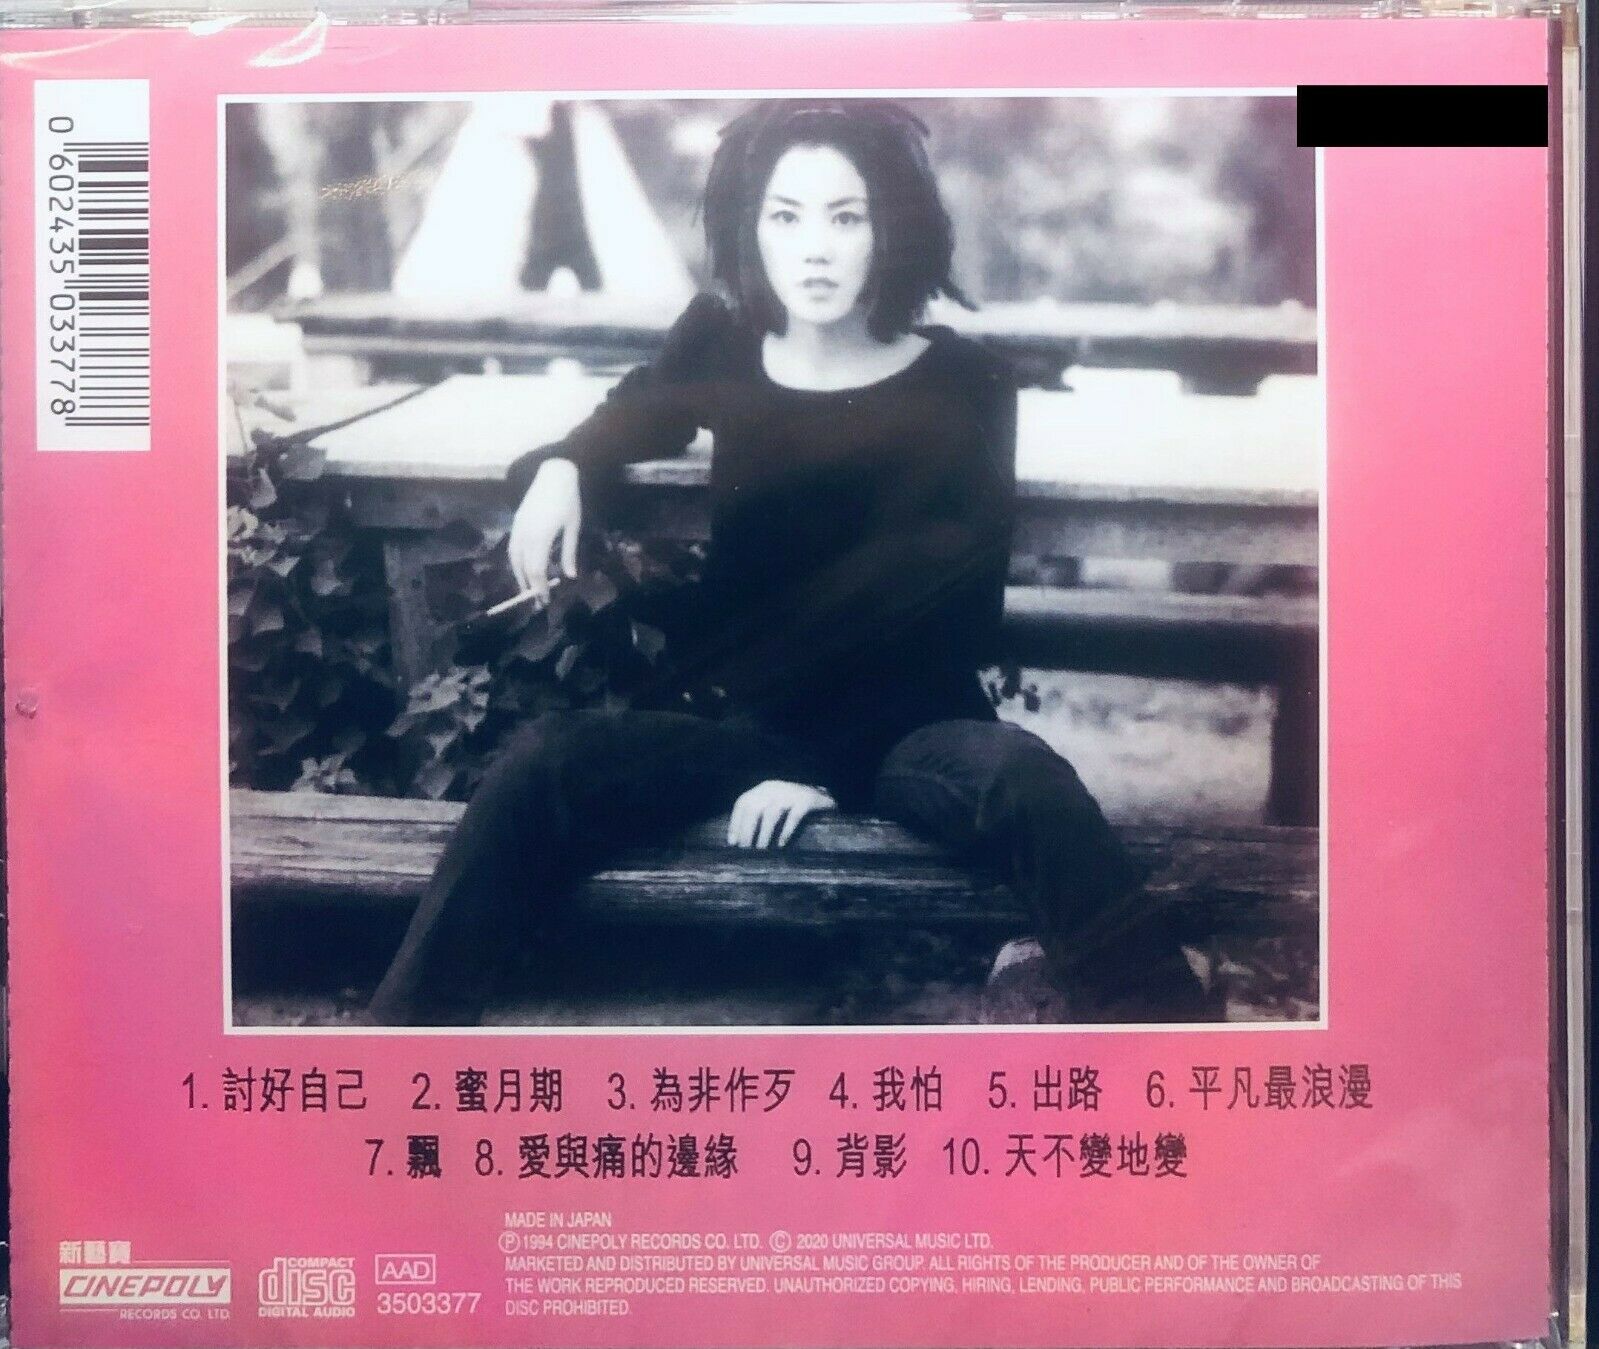 0 602435 033778
1. 討好自己 2. 蜜月期 3. 為非作歹 4. 我怕 5. 出路 6. 平凡最浪漫
7. 飄 8. 愛與痛的邊緣 9. 背影 10. 天不變地變
MADE IN JAPAN
Ⓟ 1994 CINEPOLY RECORDS CO. LTD. Ⓒ 2020 UNIVERSAL MUSIC LTD.
MARKETED AND DISTRIBUTED BY UNIVERSAL MUSIC GROUP. ALL RIGHTS OF THE PRODUCER AND OF THE OWNER OF
THE WORK REPRODUCED RESERVED. UNAUTHORIZED COPYING, HIRING, LENDING, PUBLIC PERFORMANCE AND BROADCASTING OF THIS
DISC PROHIBITED.
新藝寶
CINEPOLY
RECORDS CO. LTD.
COMPACT
disc
DIGITAL AUDIO
AAD
3503377